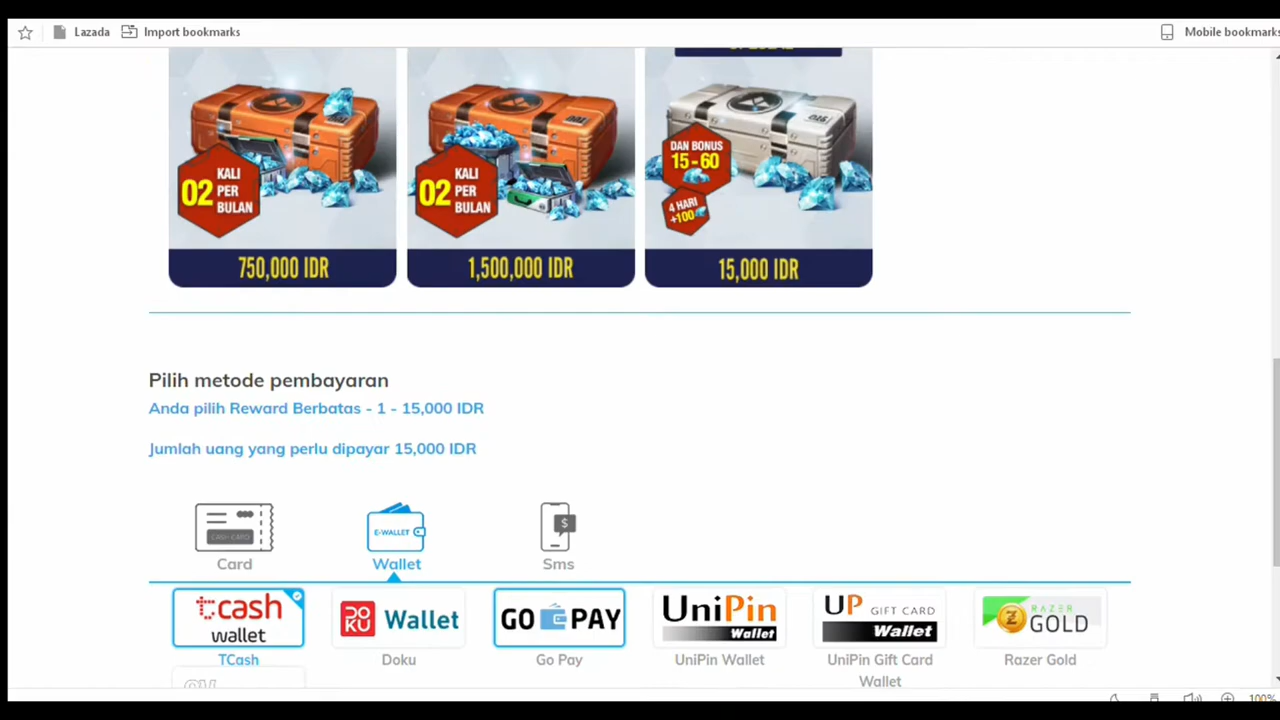 Lazada
Import bookmarks
Mobile bookmarks
02 KALI PER BULAN
750,000 IDR
02 KALI PER BULAN
1,500,000 IDR
DAN BONUS
15-60
4 HARI
+100
15,000 IDR
Pilih metode pembayaran
Anda pilih Reward Berbatas - 1 - 15,000 IDR
Jumlah uang yang perlu dipayar 15,000 IDR
E-WALLET
$
Card
Wallet
Sms
tcash
wallet
DOKU Wallet
GO PAY
UniPin
Wallet
UP GIFT CARD
Wallet
RAZER
GOLD
TCash
Doku
Go Pay
UniPin Wallet
UniPin Gift Card
Wallet
Razer Gold
100%